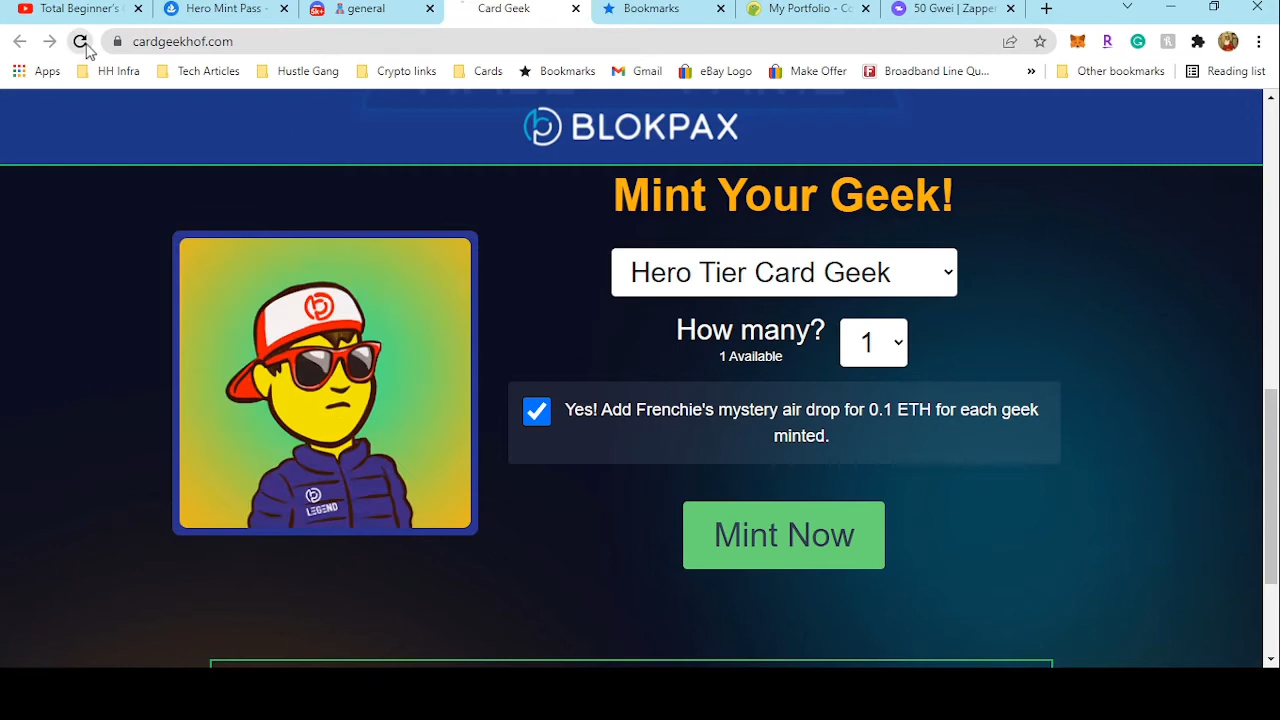 Total Beginner's
Hero Mint Pass -
5k+
general
Card Geek
Bookmarks
My Portfolio - Co
50 Gwei | Zapper
cardgeekhof.com
R
Apps
HH Infra
Tech Articles
Hustle Gang
Crypto links
Cards
Bookmarks
Gmail
eBay Logo
Make Offer
Broadband Line Qu...
»
Other bookmarks
Reading list
BLOKPAX
Mint Your Geek!
Hero Tier Card Geek
How many?
1 Available
1
Yes! Add Frenchie's mystery air drop for 0.1 ETH for each geek
minted.
LEGEND
Mint Now